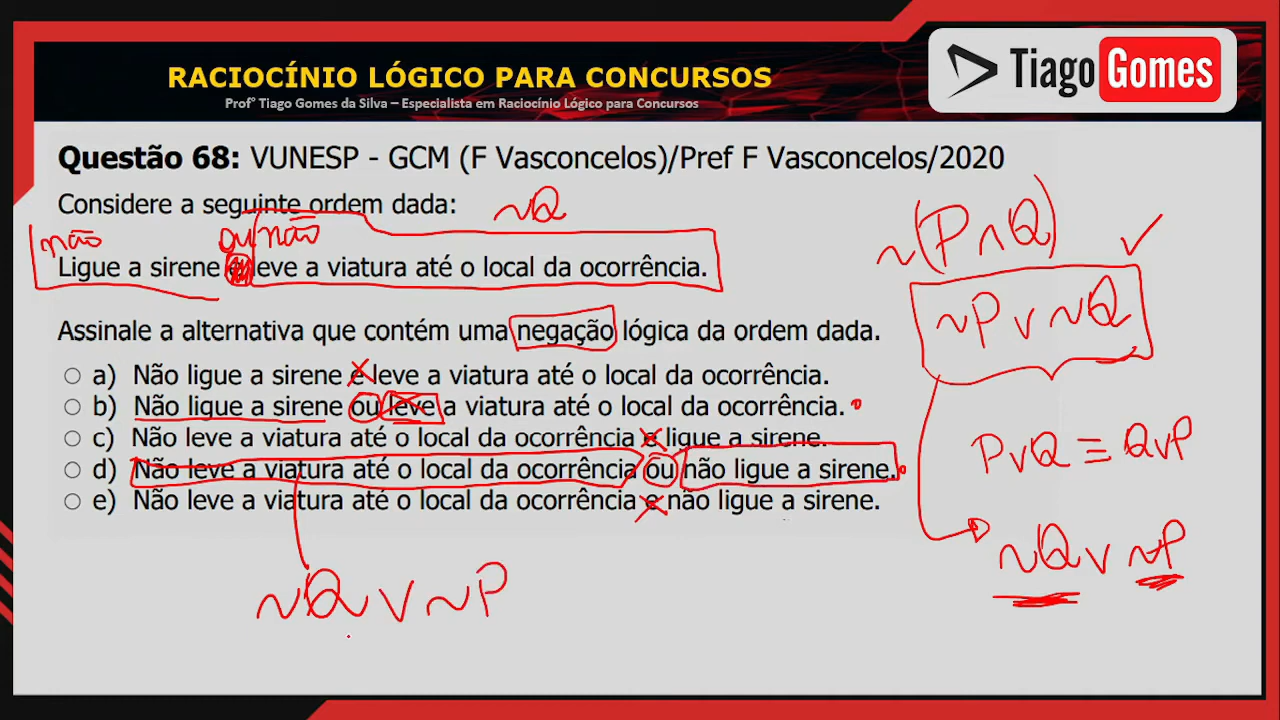 RACIOCÍNIO LÓGICO PARA CONCURSOS
Prof° Tiago Gomes da Silva – Especialista em Raciocínio Lógico para Concursos
Tiago Gomes
Questão 68: VUNESP - GCM (F Vasconcelos)/Pref F Vasconcelos/2020
Considere a seguinte ordem dada:
~Q
não ou não
Ligue a sirene e leve a viatura até o local da ocorrência.
Assinale a alternativa que contém uma negação lógica da ordem dada.
a) Não ligue a sirene e leve a viatura até o local da ocorrência.
b) Não ligue a sirene ou leve a viatura até o local da ocorrência.
c) Não leve a viatura até o local da ocorrência e ligue a sirene.
d) Não leve a viatura até o local da ocorrência ou não ligue a sirene.
e) Não leve a viatura até o local da ocorrência e não ligue a sirene.
~Q v ~P
~(P ∧ Q)
~P v ~Q
P v Q ≡ Q v P
~Q v ~P